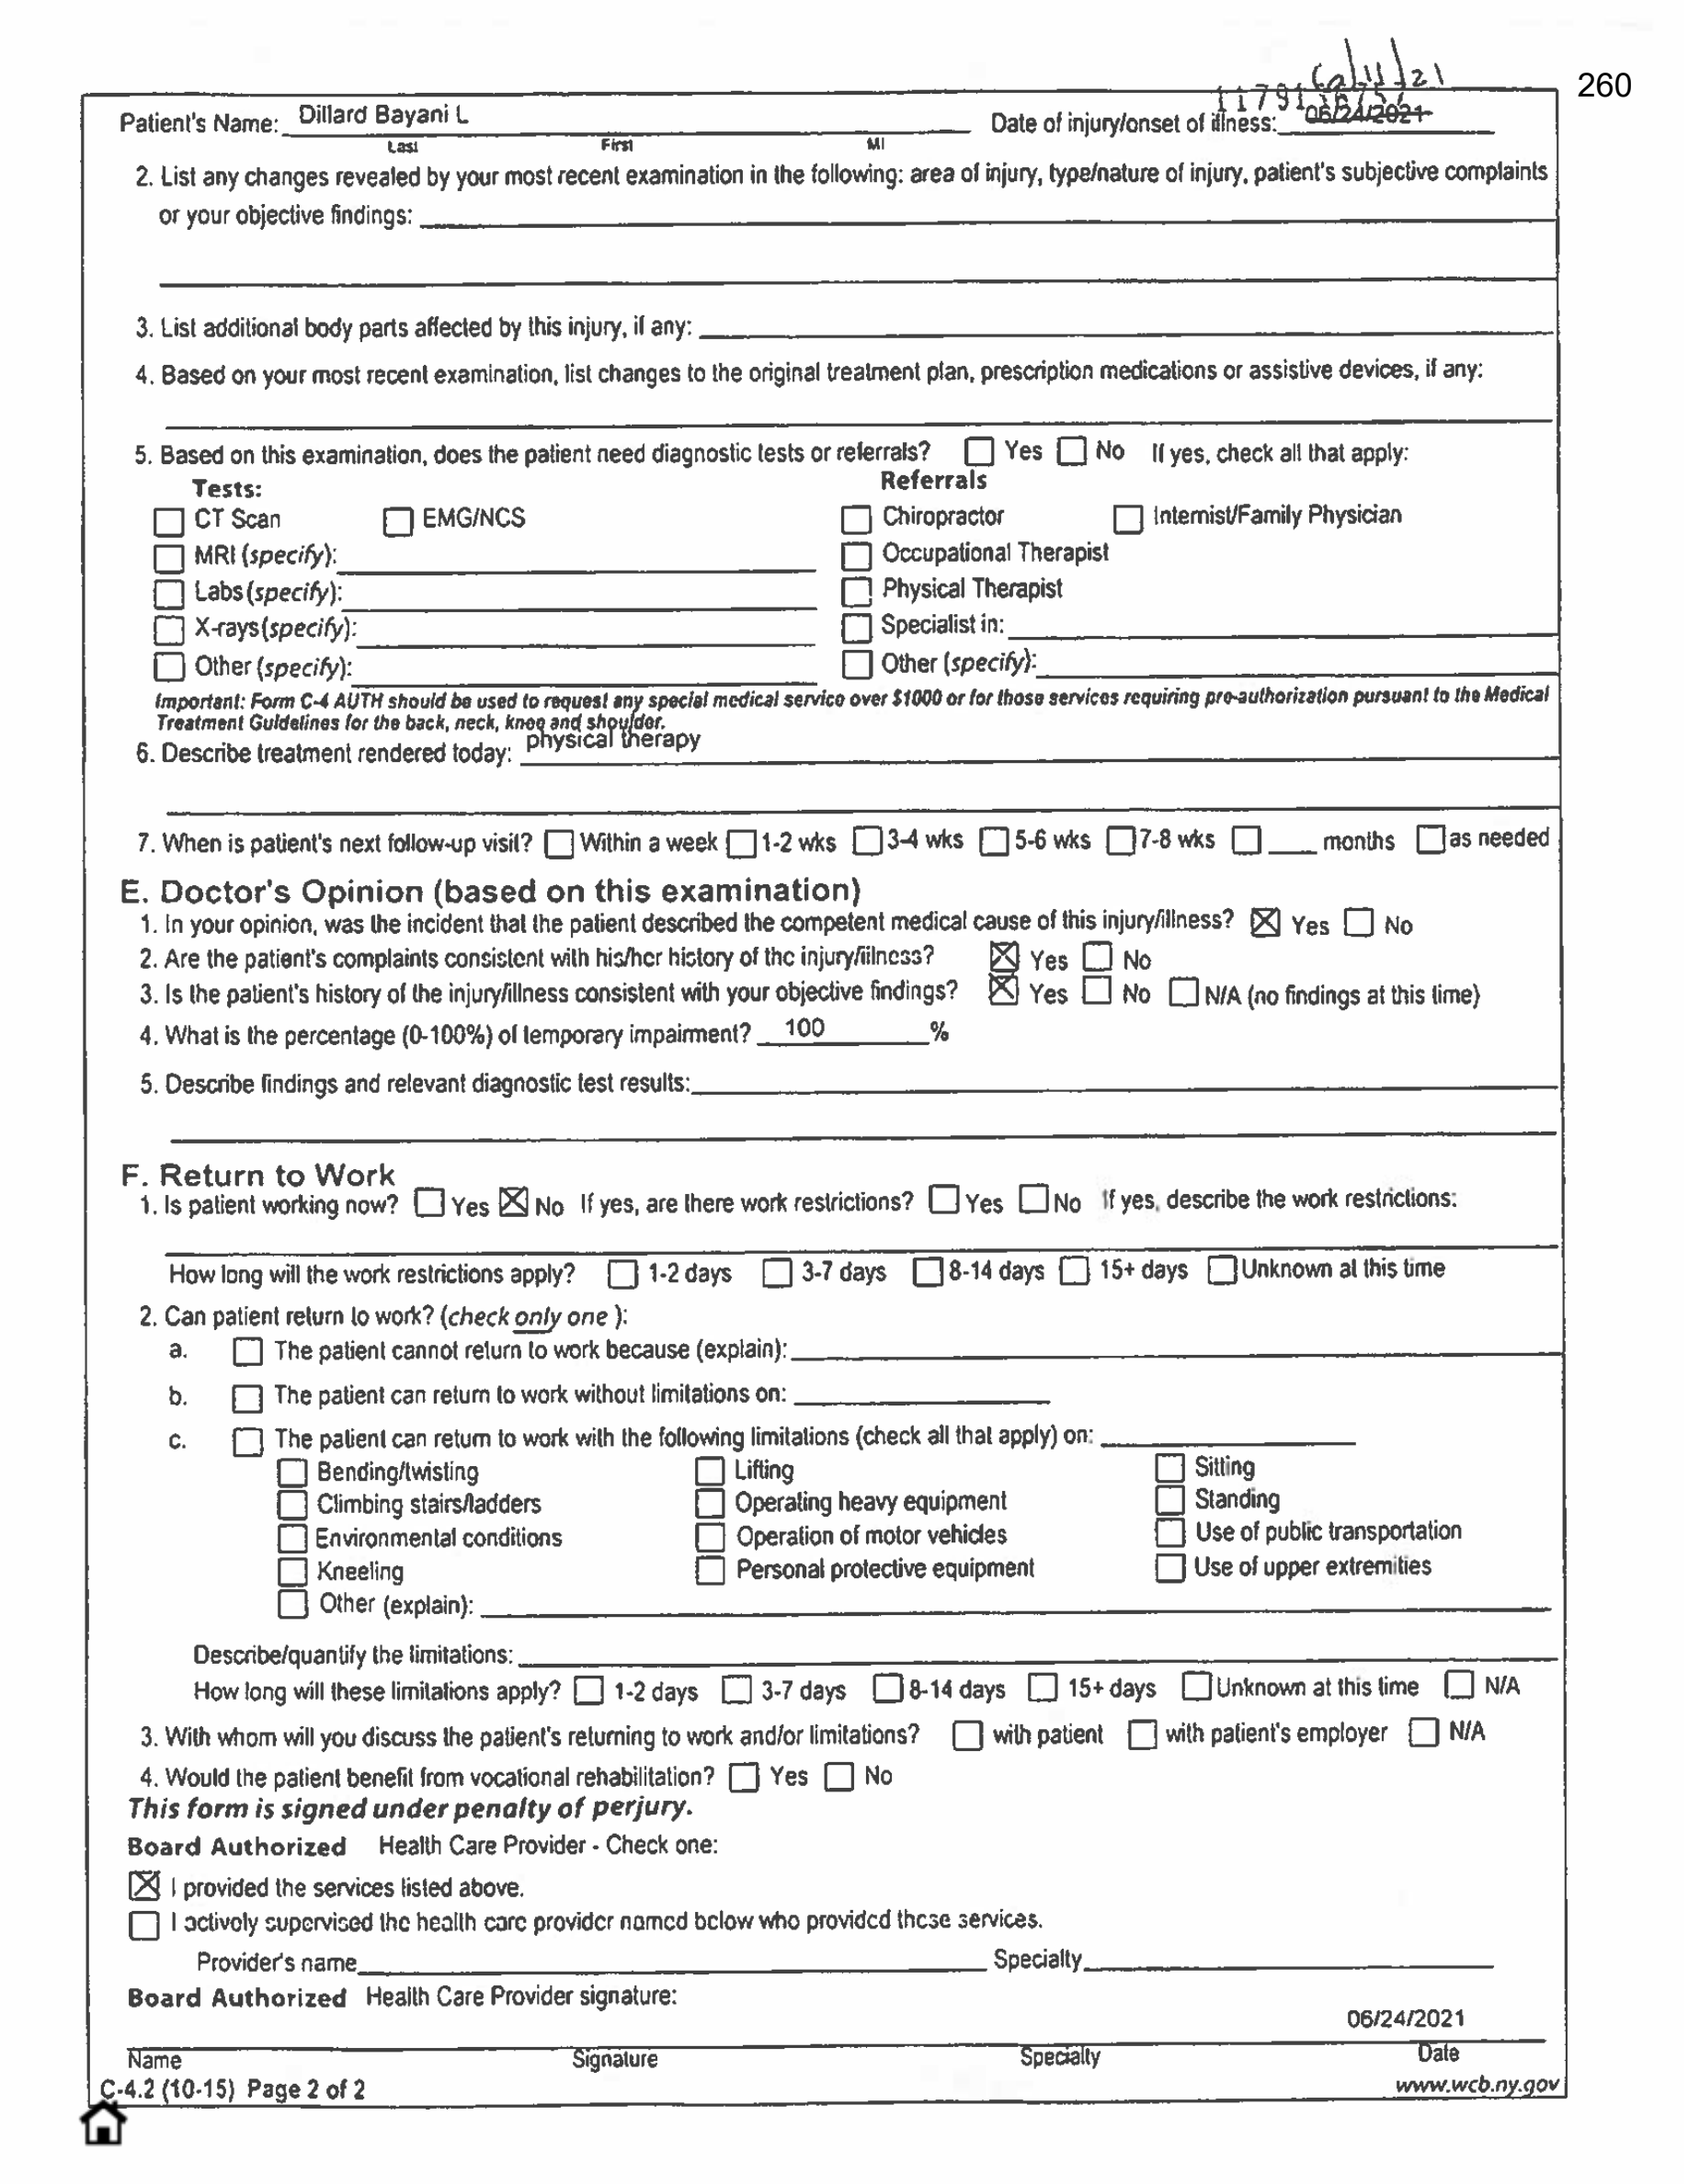 260
Patient's Name: Dillard Bayani L Date of injury/onset of illness: 06/24/2021
Last First MI
2. List any changes revealed by your most recent examination in the following: area of injury, type/nature of injury, patient's subjective complaints
or your objective findings:
3. List additional body parts affected by this injury, if any:
4. Based on your most recent examination, list changes to the original treatment plan, prescription medications or assistive devices, if any:
5. Based on this examination, does the patient need diagnostic tests or referrals? Yes No If yes, check all that apply:
Tests: Referrals
CT Scan EMG/NCS Chiropractor Internist/Family Physician
MRI (specify): Occupational Therapist
Labs (specify): Physical Therapist
X-rays (specify): Specialist in:
Other (specify): Other (specify):
Important: Form C-4 AUTH should be used to request any special medical service over $1000 or for those services requiring pre-authorization pursuant to the Medical
Treatment Guidelines for the back, neck, knee and shoulder.
6. Describe treatment rendered today: physical therapy
7. When is patient's next follow-up visit? Within a week 1-2 wks 3-4 wks 5-6 wks 7-8 wks ___ months as needed
E. Doctor's Opinion (based on this examination)
1. In your opinion, was the incident that the patient described the competent medical cause of this injury/illness? ☒ Yes No
2. Are the patient's complaints consistent with his/her history of the injury/illness? ☒ Yes No
3. Is the patient's history of the injury/illness consistent with your objective findings? ☒ Yes No N/A (no findings at this time)
4. What is the percentage (0-100%) of temporary impairment? 100 %
5. Describe findings and relevant diagnostic test results:
F. Return to Work
1. Is patient working now? Yes ☒ No If yes, are there work restrictions? Yes No If yes, describe the work restrictions:
How long will the work restrictions apply? 1-2 days 3-7 days 8-14 days 15+ days Unknown at this time
2. Can patient return to work? (check only one ):
a. The patient cannot return to work because (explain):
b. The patient can return to work without limitations on:
c. The patient can return to work with the following limitations (check all that apply) on:
Bending/twisting Lifting Sitting
Climbing stairs/ladders Operating heavy equipment Standing
Environmental conditions Operation of motor vehicles Use of public transportation
Kneeling Personal protective equipment Use of upper extremities
Other (explain):
Describe/quantify the limitations:
How long will these limitations apply? 1-2 days 3-7 days 8-14 days 15+ days Unknown at this time N/A
3. With whom will you discuss the patient's returning to work and/or limitations? with patient with patient's employer N/A
4. Would the patient benefit from vocational rehabilitation? Yes No
This form is signed under penalty of perjury.
Board Authorized Health Care Provider - Check one:
☒ I provided the services listed above.
I actively supervised the health care provider named below who provided these services.
Provider's name Specialty
Board Authorized Health Care Provider signature:
06/24/2021
Name Signature Specialty Date
C-4.2 (10-15) Page 2 of 2 www.wcb.ny.gov